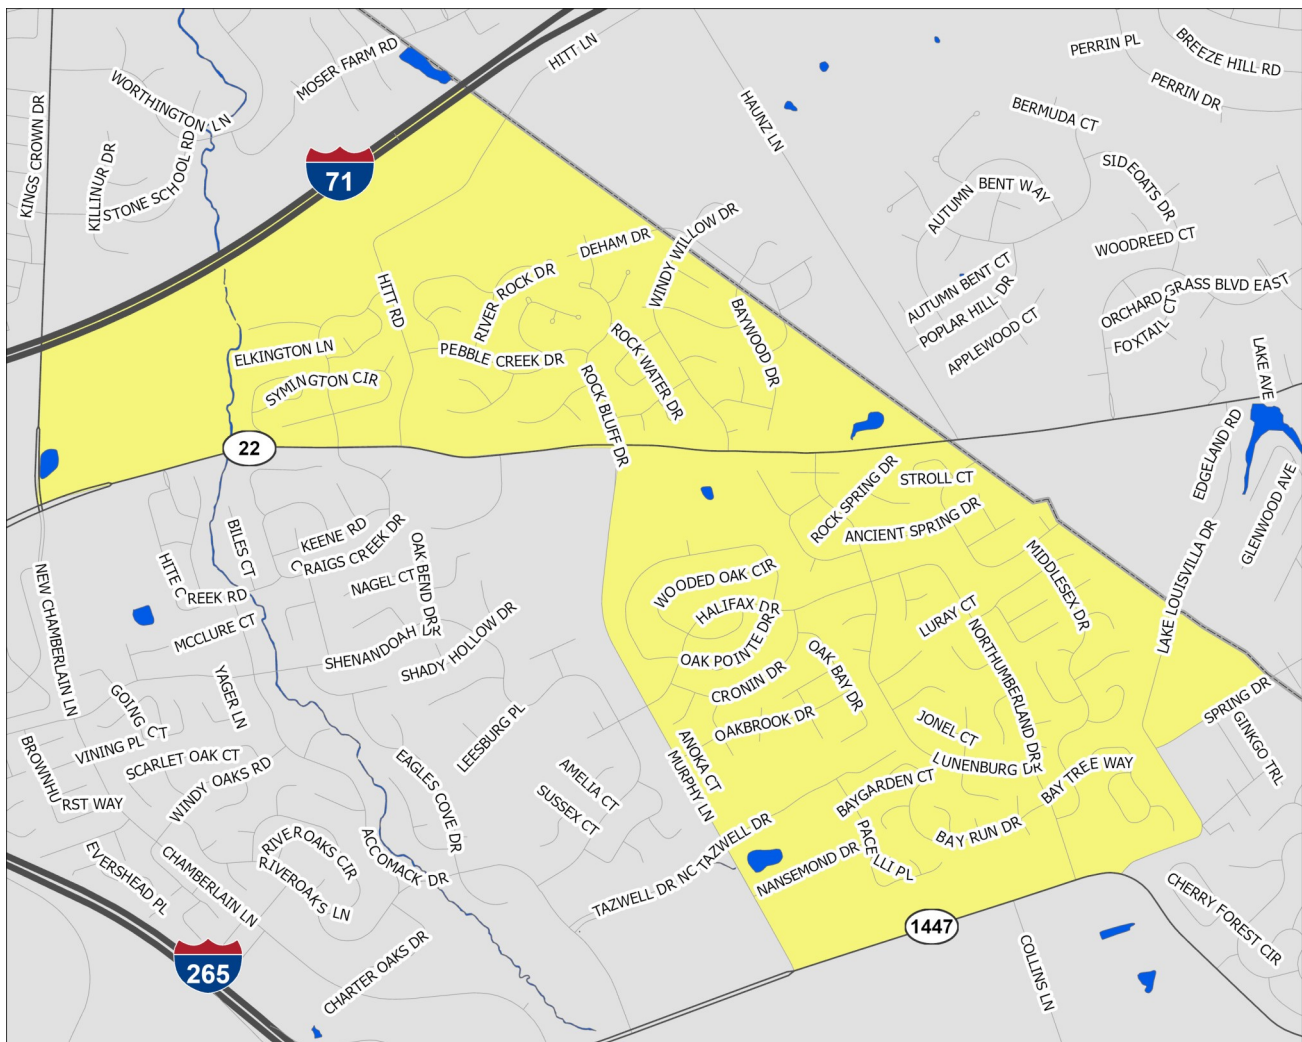 MOSER FARM RD
HITT LN
PERRIN PL
BREEZE HILL RD
WORTHINGTON LN
KINGS CROWN DR
HAUNZ LN
PERRIN DR
BERMUDA CT
KILLINUR DR
STONE SCHOOL RD
71
SIDEOATS DR
AUTUMN BENT WAY
DEHAM DR
WINDY WILLOW DR
WOODREED CT
HITT RD
RIVER ROCK DR
AUTUMN BENT CT
ORCHARD GRASS BLVD EAST
POPLAR HILL DR
FOXTAIL CT
BAYWOOD DR
APPLEWOOD CT
ELKINGTON LN
PEBBLE CREEK DR
ROCK WATER DR
LAKE AVE
SYMINGTON CIR
ROCK BLUFF DR
22
EDGELAND RD
ROCK SPRING DR
STROLL CT
GLENWOOD AVE
ANCIENT SPRING DR
BILES CT
KEENE RD
CRAIGS CREEK DR
OAK BEND DR
NAGEL CT
HITE CREEK RD
MIDDLESEX DR
LAKE LOUISVILLA DR
WOODED OAK CIR
HALIFAX DR
NEW CHAMBERLAIN LN
MCCLURE CT
SHENANDOAH DR
SHADY HOLLOW DR
LURAY CT
NORTHUMBERLAND DR
OAK POINTE DR
OAK BAY DR
CRONIN DR
YAGER LN
GOING CT
SPRING DR
GINKGO TRL
OAKBROOK DR
JONEL CT
VINING PL
SCARLET OAK CT
LEESBURG PL
ANOKA CT
MURPHY LN
BROWNHURST WAY
WINDY OAKS RD
EAGLES COVE DR
AMELIA CT
SUSSEX CT
LUNENBURG DR
BAY TREE WAY
BAYGARDEN CT
RIVEROAKS CIR
RIVEROAKS LN
ACCOMACK DR
TAZWELL DR NC TAZWELL DR
NANSEMOND DR
PACELLI PL
BAY RUN DR
EVERSHEAD PL
CHAMBERLAIN LN
CHERRY FOREST CIR
1447
265
CHARTER OAKS DR
COLLINS LN